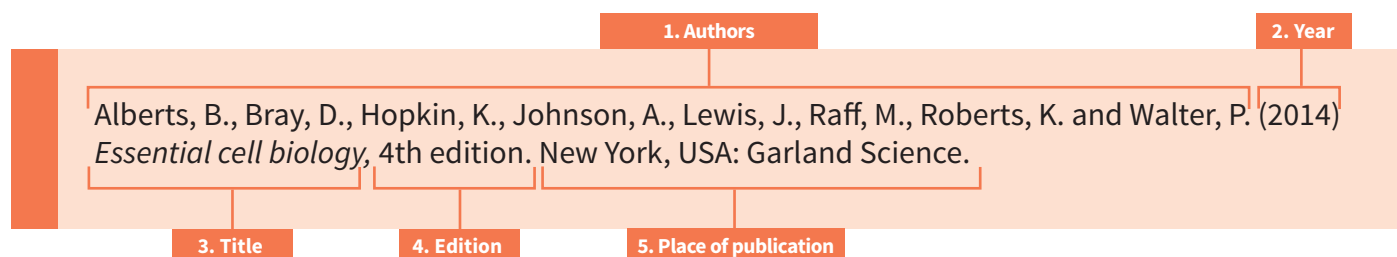 1. Authors
2. Year
Alberts, B., Bray, D., Hopkin, K., Johnson, A., Lewis, J., Raff, M., Roberts, K. and Walter, P. (2014)
Essential cell biology, 4th edition. New York, USA: Garland Science.
3. Title
4. Edition
5. Place of publication